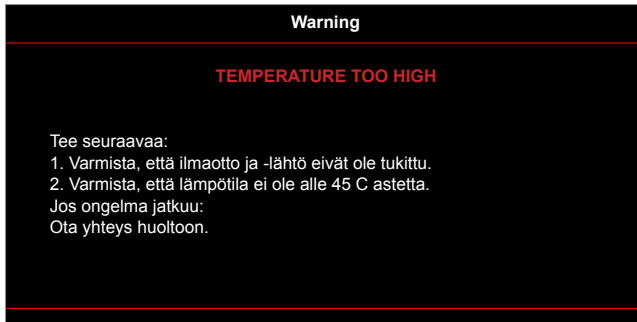 Warning
TEMPERATURE TOO HIGH
Tee seuraavaa:
1. Varmista, että ilmaotto ja -lähtö eivät ole tukittu.
2. Varmista, että lämpötila ei ole alle 45 C astetta.
Jos ongelma jatkuu:
Ota yhteys huoltoon.